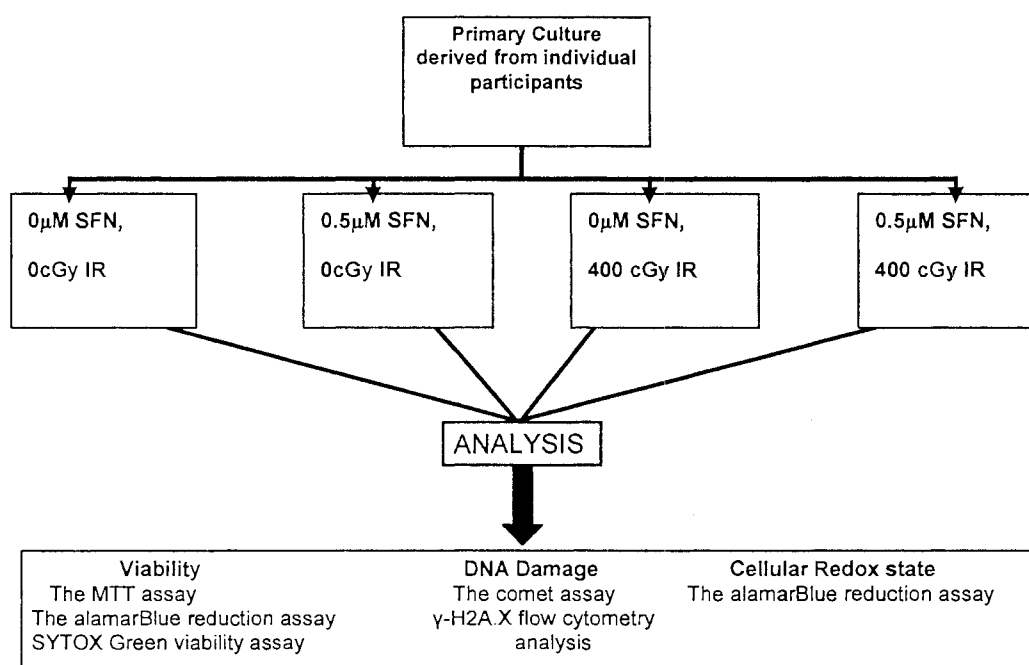 Primary Culture
derived from individual
participants
0μM SFN,
0cGy IR
0.5μM SFN,
0cGy IR
0μM SFN,
400 cGy IR
0.5μM SFN,
400 cGy IR
ANALYSIS
Viability
The MTT assay
The alamarBlue reduction assay
SYTOX Green viability assay
DNA Damage
The comet assay
γ-H2A.X flow cytometry
analysis
Cellular Redox state
The alamarBlue reduction assay